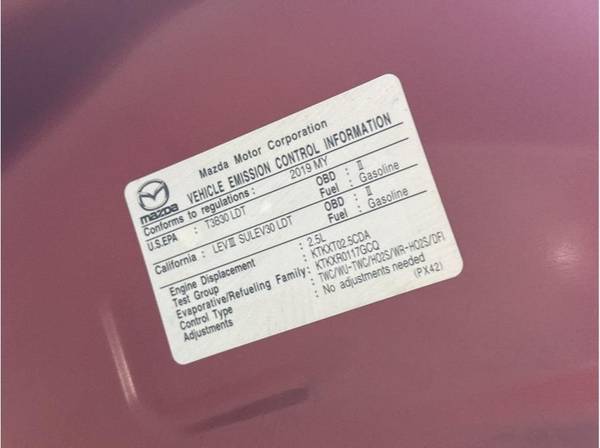 Mazda Motor Corporation
mazda VEHICLE EMISSION CONTROL INFORMATION
Conforms to regulations : 2019 MY
U.S.EPA : T3B30 LDT OBD : II
Fuel : Gasoline
California : LEVIII SULEV30 LDT OBD : II
Fuel : Gasoline
Engine Displacement : 2.5L
Test Group : KTKXT02.5CDA
Evaporative/Refueling Family: KTKXR0117GCQ
Control Type : TWC/WU-TWC/HO2S/WR-HO2S/DFI
Adjustments : No adjustments needed
(PX42)